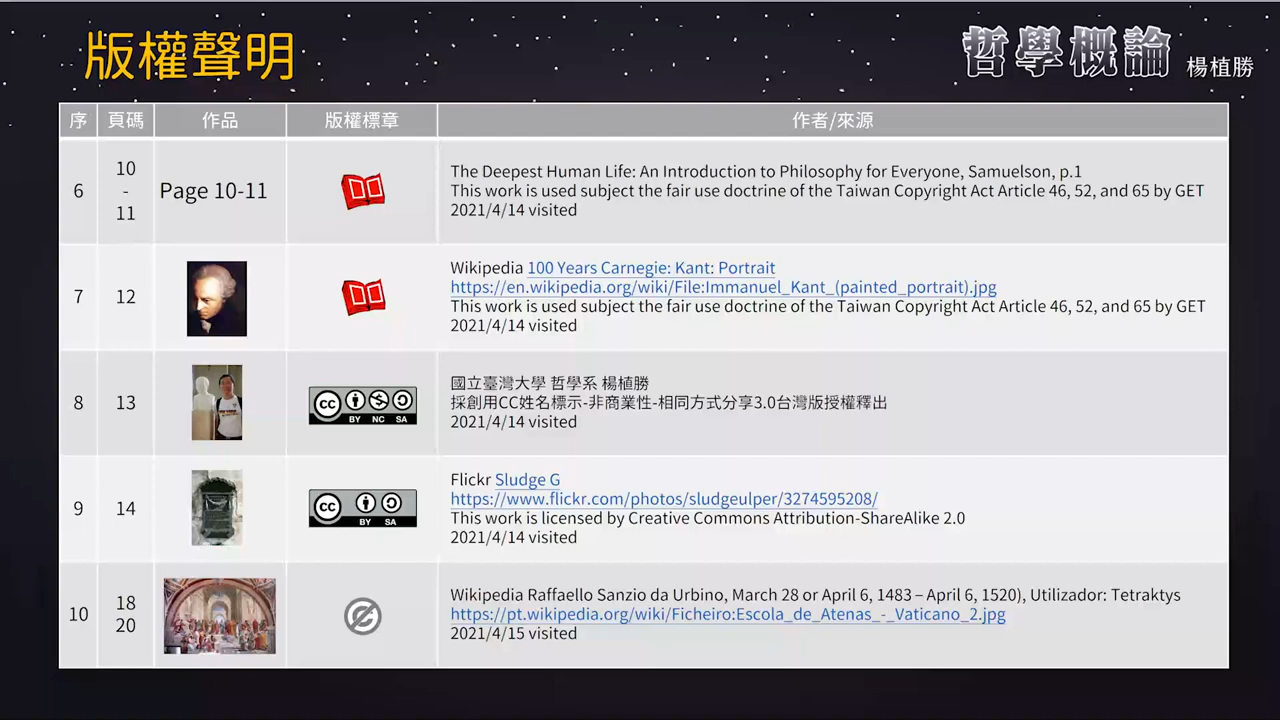 版權聲明
哲學概論 楊植勝
序 頁碼 作品 版權標章 作者/來源
6
10
-
11
Page 10-11
The Deepest Human Life: An Introduction to Philosophy for Everyone, Samuelson, p.1
This work is used subject the fair use doctrine of the Taiwan Copyright Act Article 46, 52, and 65 by GET
2021/4/14 visited
7
12
Wikipedia 100 Years Carnegie: Kant: Portrait
https://en.wikipedia.org/wiki/File:Immanuel_Kant_(painted_portrait).jpg
This work is used subject the fair use doctrine of the Taiwan Copyright Act Article 46, 52, and 65 by GET
2021/4/14 visited
8
13
cc BY NC SA
國立臺灣大學 哲學系 楊植勝
採創用CC姓名標示-非商業性-相同方式分享3.0台灣版授權釋出
2021/4/14 visited
9
14
cc BY SA
Flickr Sludge G
https://www.flickr.com/photos/sludgeulper/3274595208/
This work is licensed by Creative Commons Attribution-ShareAlike 2.0
2021/4/14 visited
10
18
20
Wikipedia Raffaello Sanzio da Urbino, March 28 or April 6, 1483 – April 6, 1520), Utilizador: Tetraktys
https://pt.wikipedia.org/wiki/Ficheiro:Escola_de_Atenas_-_Vaticano_2.jpg
2021/4/15 visited